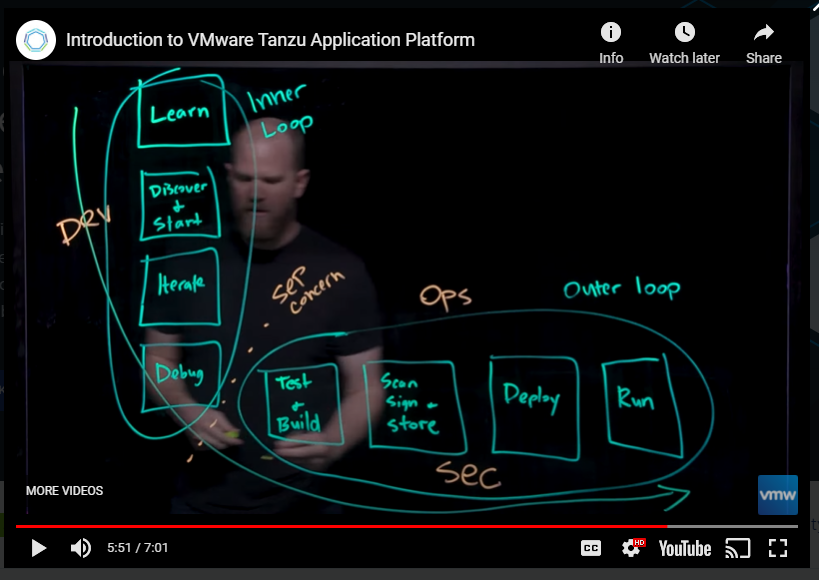 Introduction to VMware Tanzu Application Platform
Info
Watch later
Share
Learn
Inner
Loop
Discover
+
Start
Dev
Iterate
Sep
concern
Ops
Outer loop
Debug
Test
+
Build
Scan
Sign +
Store
Deploy
Run
Sec
MORE VIDEOS
vmw
5:51 / 7:01
CC
HD
YouTube